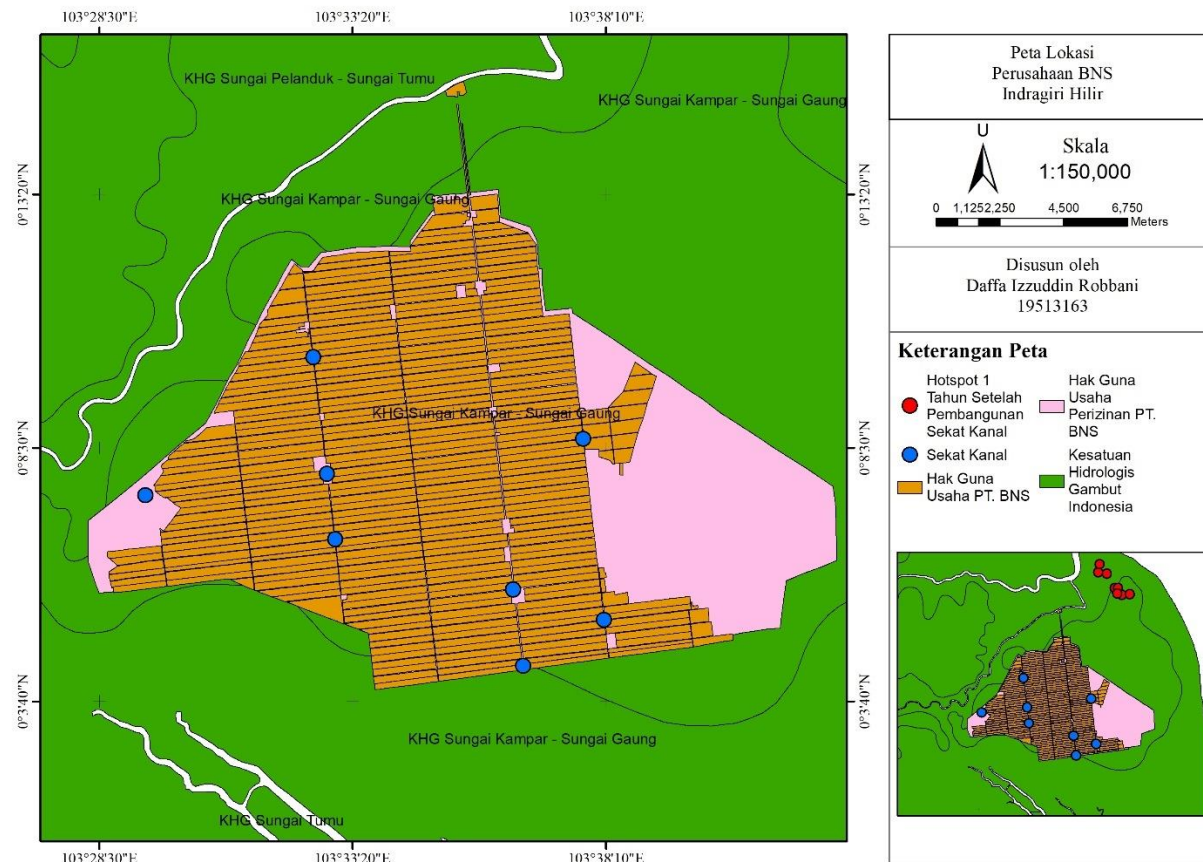 103°28'30"E
103°33'20"E
103°38'10"E
KHG Sungai Pelanduk - Sungai Tumu
KHG Sungai Kampar - Sungai Gaung
0°13'20"N
0°13'20"N
KHG Sungai Kampar - Sungai Gaung
KHG Sungai Kampar - Sungai Gaung
0°8'30"N
0°8'30"N
0°3'40"N
0°3'40"N
KHG Sungai Kampar - Sungai Gaung
KHG Sungai Tumu
103°28'30"E
103°33'20"E
103°38'10"E
Peta Lokasi
Perusahaan BNS
Indragiri Hilir
U
Skala
1:150,000
0 1,1252,250 4,500 6,750
Meters
Disusun oleh
Daffa Izzuddin Robbani
19513163
Keterangan Peta
Hotspot 1
Tahun Setelah
Pembangunan
Sekat Kanal
Sekat Kanal
Hak Guna
Usaha PT. BNS
Hak Guna
Usaha
Perizinan PT.
BNS
Kesatuan
Hidrologis
Gambut
Indonesia